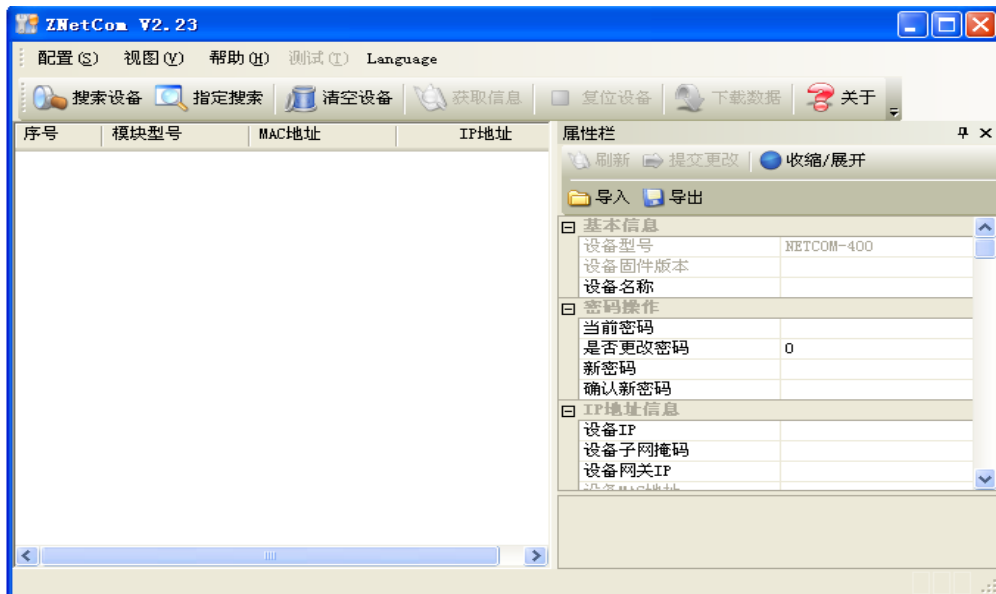 ZNetCom V2.23
配置(S) 视图(V) 帮助(H) 测试(T) Language
搜索设备 指定搜索 清空设备 获取信息 复位设备 下载数据 关于
序号 模块型号 MAC地址 IP地址
属性栏
刷新 提交更改 收缩/展开
导入 导出
基本信息
设备型号 NETCOM-400
设备固件版本
设备名称
密码操作
当前密码
是否更改密码 0
新密码
确认新密码
IP地址信息
设备IP
设备子网掩码
设备网关IP
设备MAC地址